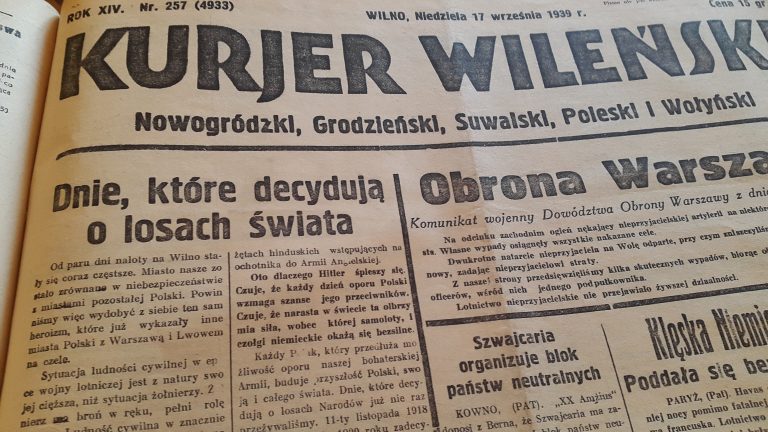 ROK XIV. Nr. 257 (4933)
WILNO, Niedziela 17 września 1939 r.
Cena 15 gr
KURJER WILEŃSKI
Nowogródzki, Grodzieński, Suwalski, Poleski i Wołyński
Dnie, które decydują
o losach świata
Od paru dni naloty na Wilno sta-
ły się coraz częstsze. Miasto nasze zo
stało zrównane w niebezpieczeństwie
z miastami pozostałej Polski. Powin
niśmy więc wydobyć z siebie ten sam
heroizm, które już wykazały inne
miasta Polski z Warszawą i Lwowem
na czele.
Sytuacja ludności cywilnej w ep
ce wojny lotniczej jest z natury swo
jej cięższa, niż sytuacja żołnierzy. Ż
nierz ma broń w ręku, pełni rolę
ludność cywilna w znacznie
żętach hinduskich wstępujących na
ochotnika do Armii Angielskiej.
Oto dlaczego Hitler śpieszy się.
Czuje, że każdy dzień oporu Polski
wzmaga szanse jego przeciwników,
Czuje, że narasta w świecie ta olbrzy
mia siła, wobec której samoloty, i
czołgi niemieckie okażą się bezsilne.
Każdy który przedłuża mo
żliwość oporu naszej bohaterskiej
Armii, buduje przyszłość Polski, swo
ją i całego świata. Dnie, które decy-
dują o losach Narodów już nie raz
przeżywaliśmy. 11-ty listopada 1918
Obrona Warsza
Komunikat wojenny Dowództwa Obrony Warszawy z dnia
Na odcinku zachodnim ogień nękający nieprzyjacielskiej artylerii na niektóre
sta. Własne wypady osiągnęły wszystkie nakazane cele.
Dwukrotne natarcie nieprzyjaciela na Wolę odparte, przy czym
nowy, zadając nieprzyjacielowi straty.
Z naszej strony przedsięwzięliśmy kilka skutecznych wypadów, biorąc
oficerów, wśród nich jednego podpułkownika.
Lotnictwo nieprzyjacielskie nie przejawiało żywszej działalności.
Szwajcaria
organizuje blok
państw neutralnych
KOWNO, (PAT). „XX Amžius"
donosi z Berna, że Szwajcaria za-
Klęska Niemie
Poddała się be
PARYŻ, (Pat). Havas
nej nocy pomimo fatalnej